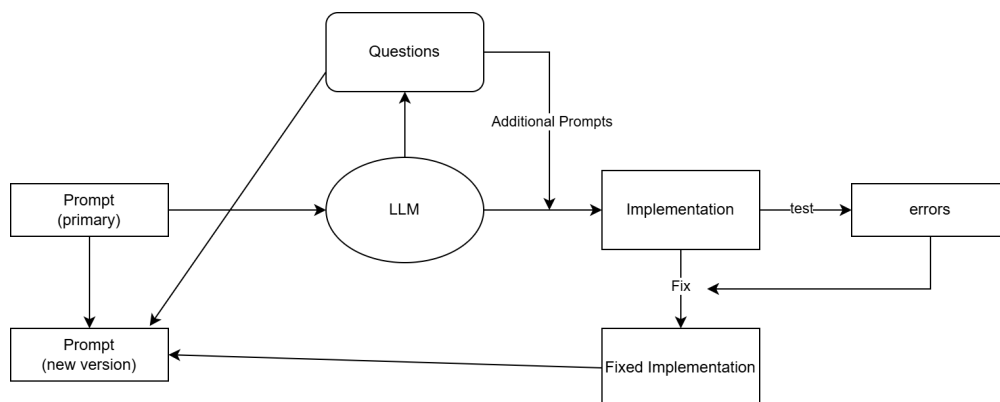 Questions
Additional Prompts
Prompt
(primary)
LLM
Implementation
test
errors
Fix
Prompt
(new version)
Fixed Implementation